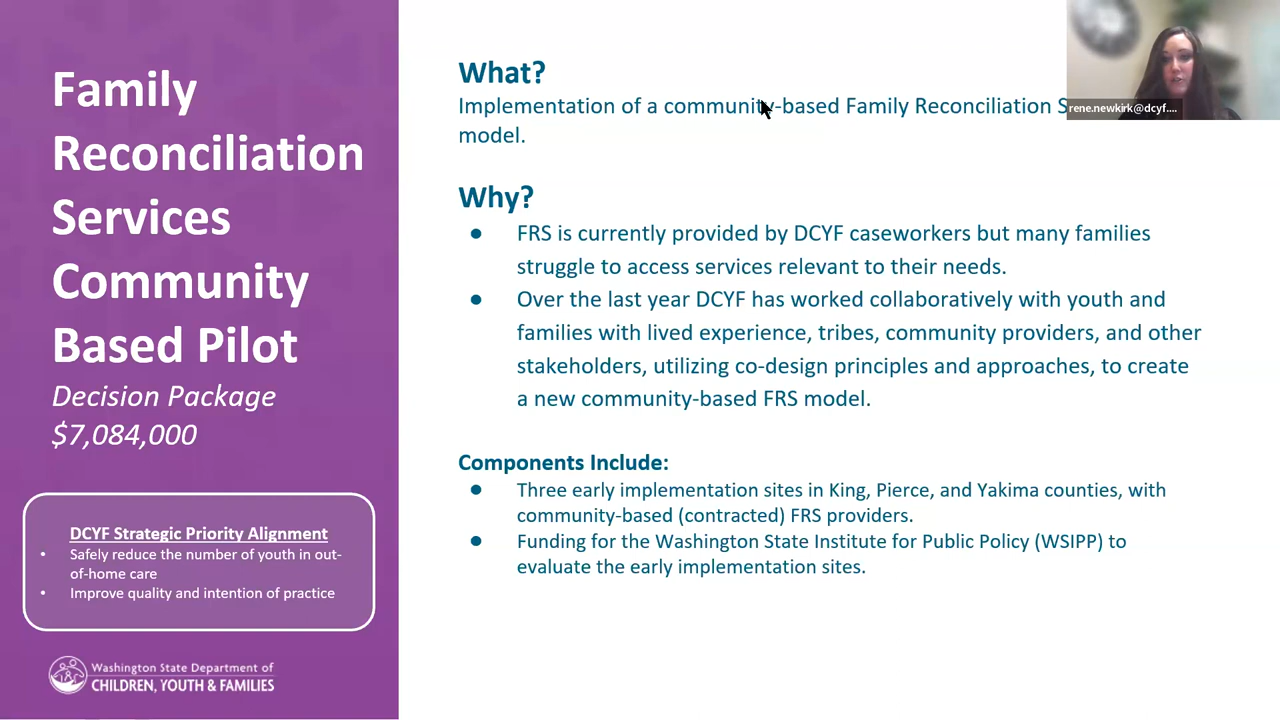 Family
Reconciliation
Services
Community
Based Pilot
Decision Package
$7,084,000
DCYF Strategic Priority Alignment
• Safely reduce the number of youth in out-
of-home care
• Improve quality and intention of practice
Washington State Department of
CHILDREN, YOUTH & FAMILIES
What?
Implementation of a community-based Family Reconciliation S
model.
Why?
● FRS is currently provided by DCYF caseworkers but many families
struggle to access services relevant to their needs.
● Over the last year DCYF has worked collaboratively with youth and
families with lived experience, tribes, community providers, and other
stakeholders, utilizing co-design principles and approaches, to create
a new community-based FRS model.
Components Include:
● Three early implementation sites in King, Pierce, and Yakima counties, with
community-based (contracted) FRS providers.
● Funding for the Washington State Institute for Public Policy (WSIPP) to
evaluate the early implementation sites.
rene.newkirk@dcyf....